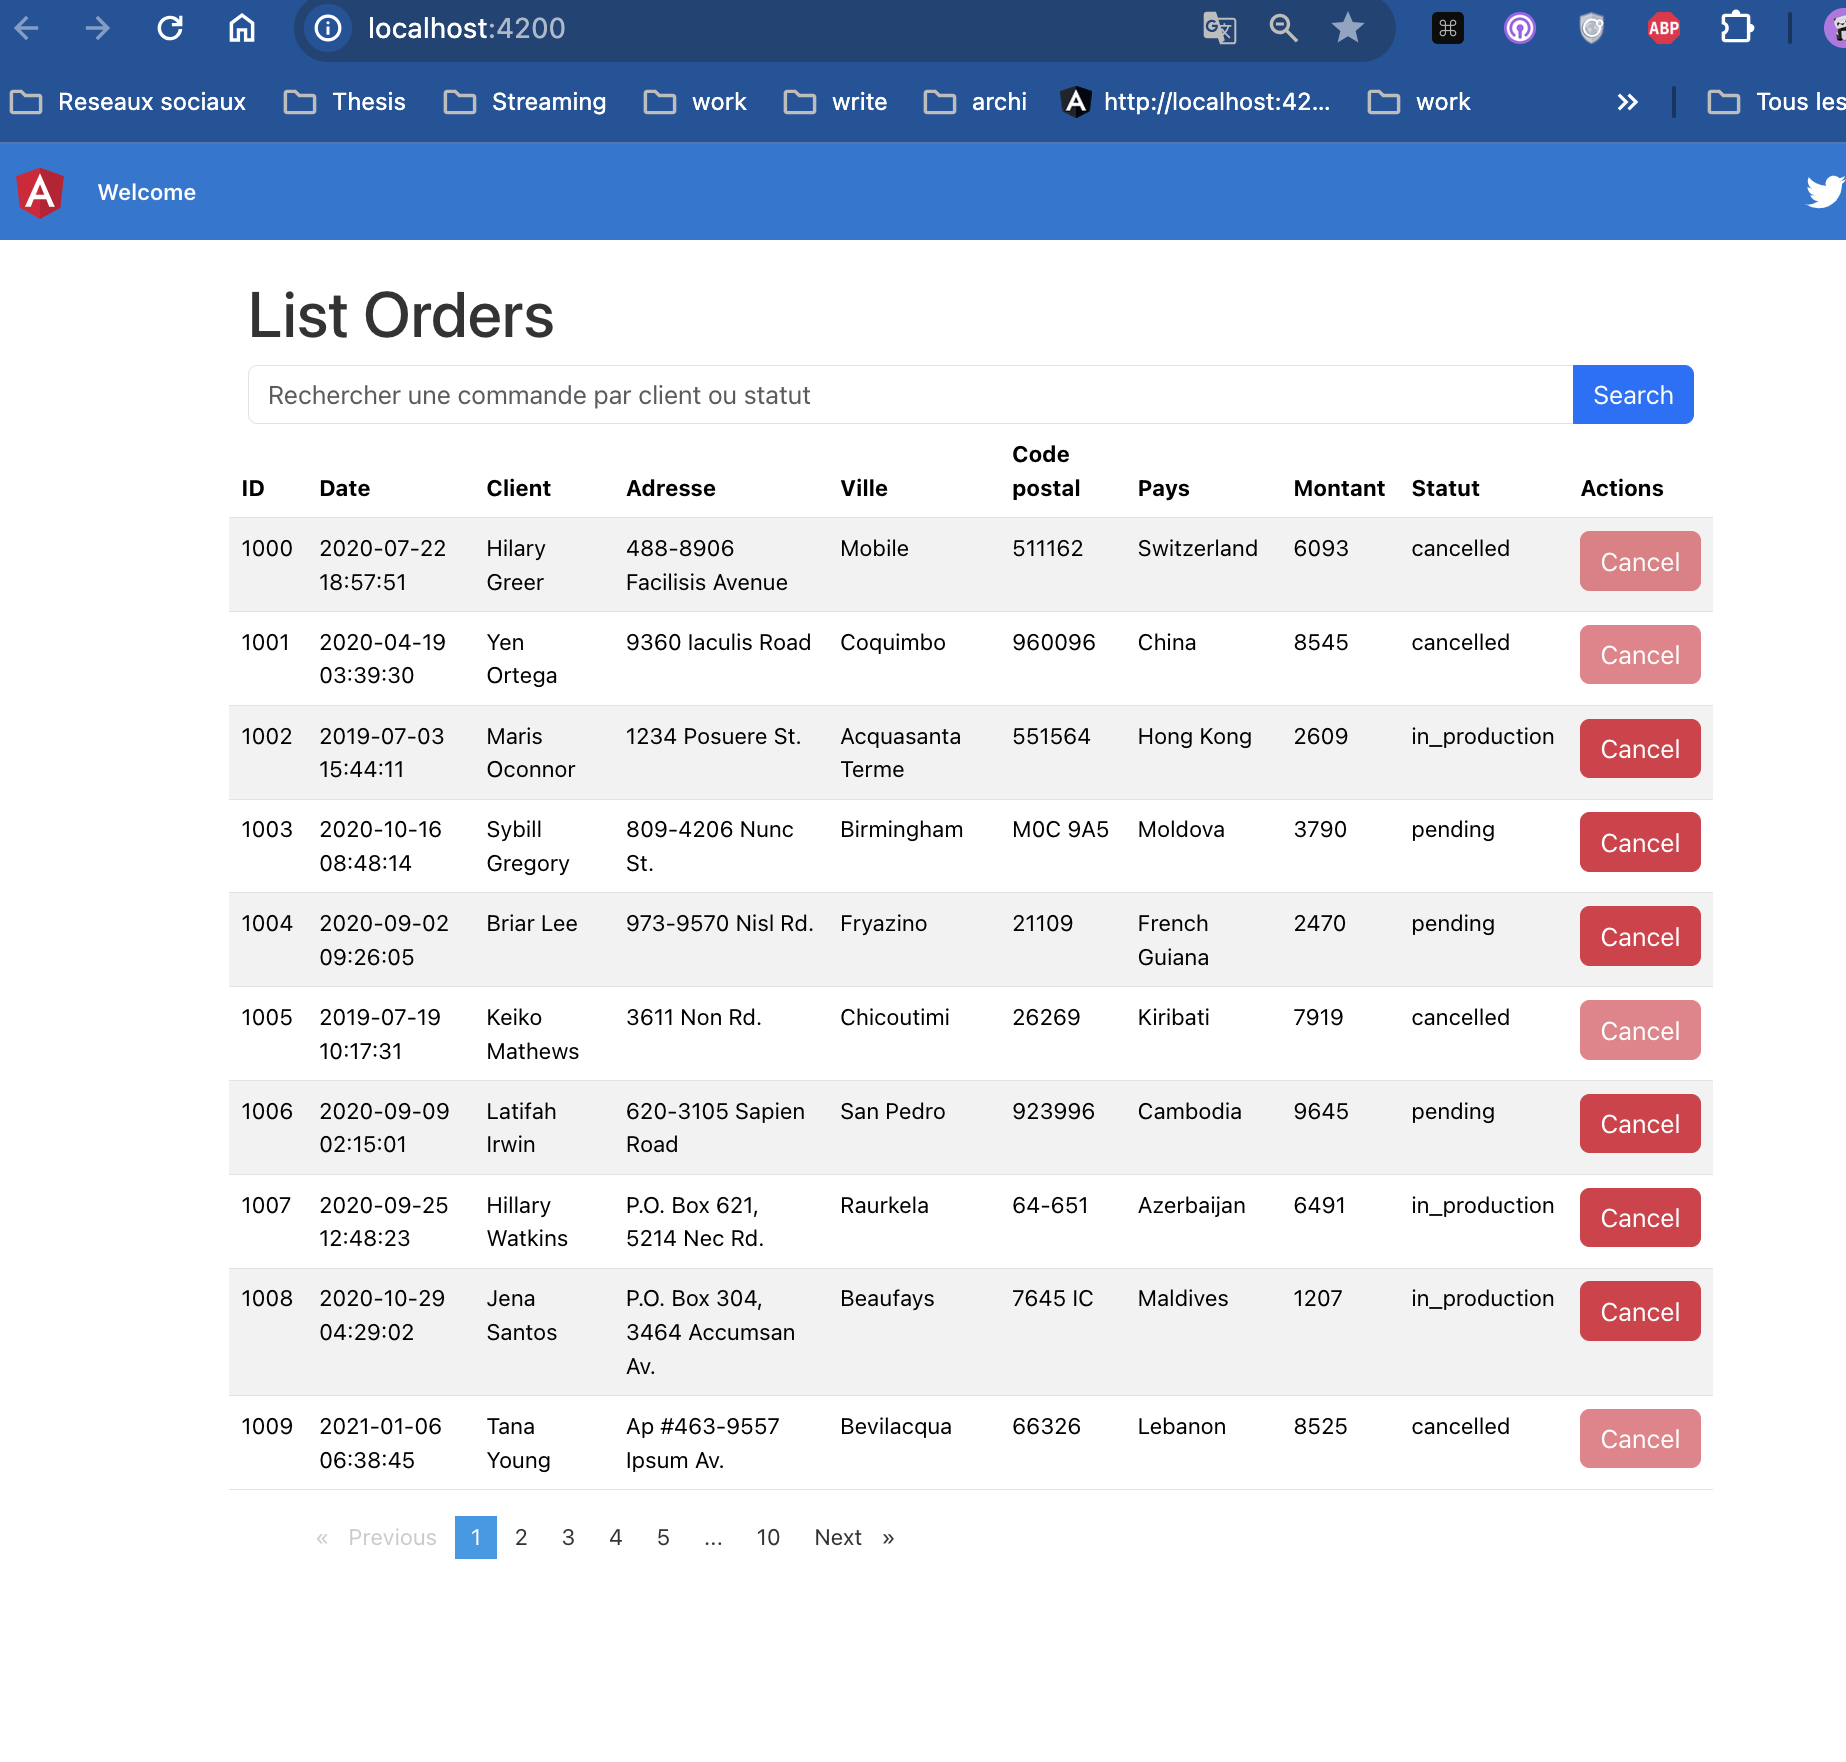 localhost:4200
ABP
Reseaux sociaux Thesis Streaming work write archi http://localhost:42... work » Tous les
Welcome
List Orders
Rechercher une commande par client ou statut Search
ID Date Client Adresse Ville Code postal Pays Montant Statut Actions
1000 2020-07-22 Hilary 488-8906 Mobile 511162 Switzerland 6093 cancelled Cancel
18:57:51 Greer Facilisis Avenue
1001 2020-04-19 Yen 9360 Iaculis Road Coquimbo 960096 China 8545 cancelled Cancel
03:39:30 Ortega
1002 2019-07-03 Maris 1234 Posuere St. Acquasanta 551564 Hong Kong 2609 in_production Cancel
15:44:11 Oconnor Terme
1003 2020-10-16 Sybill 809-4206 Nunc Birmingham M0C 9A5 Moldova 3790 pending Cancel
08:48:14 Gregory St.
1004 2020-09-02 Briar Lee 973-9570 Nisl Rd. Fryazino 21109 French 2470 pending Cancel
09:26:05 Guiana
1005 2019-07-19 Keiko 3611 Non Rd. Chicoutimi 26269 Kiribati 7919 cancelled Cancel
10:17:31 Mathews
1006 2020-09-09 Latifah 620-3105 Sapien San Pedro 923996 Cambodia 9645 pending Cancel
02:15:01 Irwin Road
1007 2020-09-25 Hillary P.O. Box 621, Raurkela 64-651 Azerbaijan 6491 in_production Cancel
12:48:23 Watkins 5214 Nec Rd.
1008 2020-10-29 Jena P.O. Box 304, Beaufays 7645 IC Maldives 1207 in_production Cancel
04:29:02 Santos 3464 Accumsan
Av.
1009 2021-01-06 Tana Ap #463-9557 Bevilacqua 66326 Lebanon 8525 cancelled Cancel
06:38:45 Young Ipsum Av.
« Previous 1 2 3 4 5 ... 10 Next »